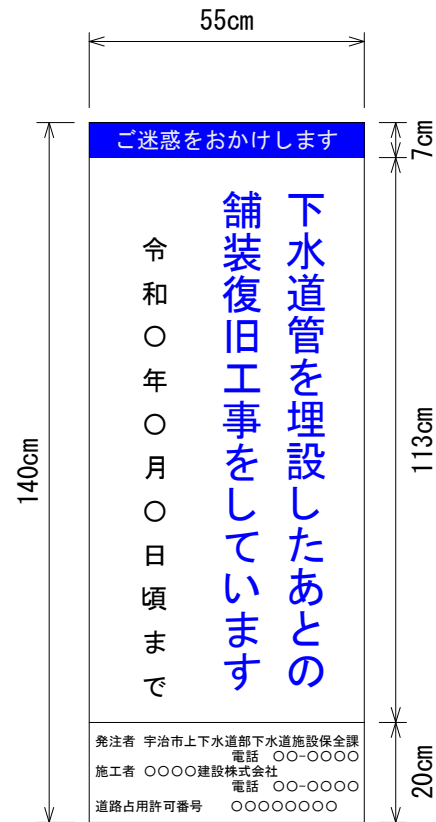 55cm
ご迷惑をおかけします
7cm
下水道管を埋設したあとの
舗装復旧工事をしています
令和〇年〇月〇日頃まで
140cm
113cm
発注者 宇治市上下水道部下水道施設保全課
電話 〇〇-〇〇〇〇
施工者 〇〇〇〇建設株式会社
電話 〇〇-〇〇〇〇
道路占用許可番号 〇〇〇〇〇〇〇〇
20cm